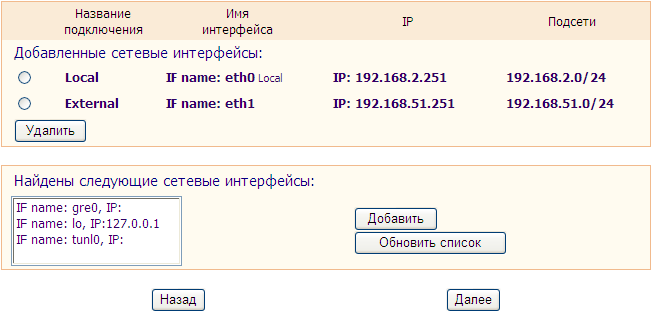 Название подключения Имя интерфейса IP Подсети
Добавленные сетевые интерфейсы:
Local IF name: eth0 Local IP: 192.168.2.251 192.168.2.0/24
External IF name: eth1 IP: 192.168.51.251 192.168.51.0/24
Удалить
Найдены следующие сетевые интерфейсы:
IF name: gre0, IP:
IF name: lo, IP:127.0.0.1
IF name: tunl0, IP:
Добавить
Обновить список
Назад Далее